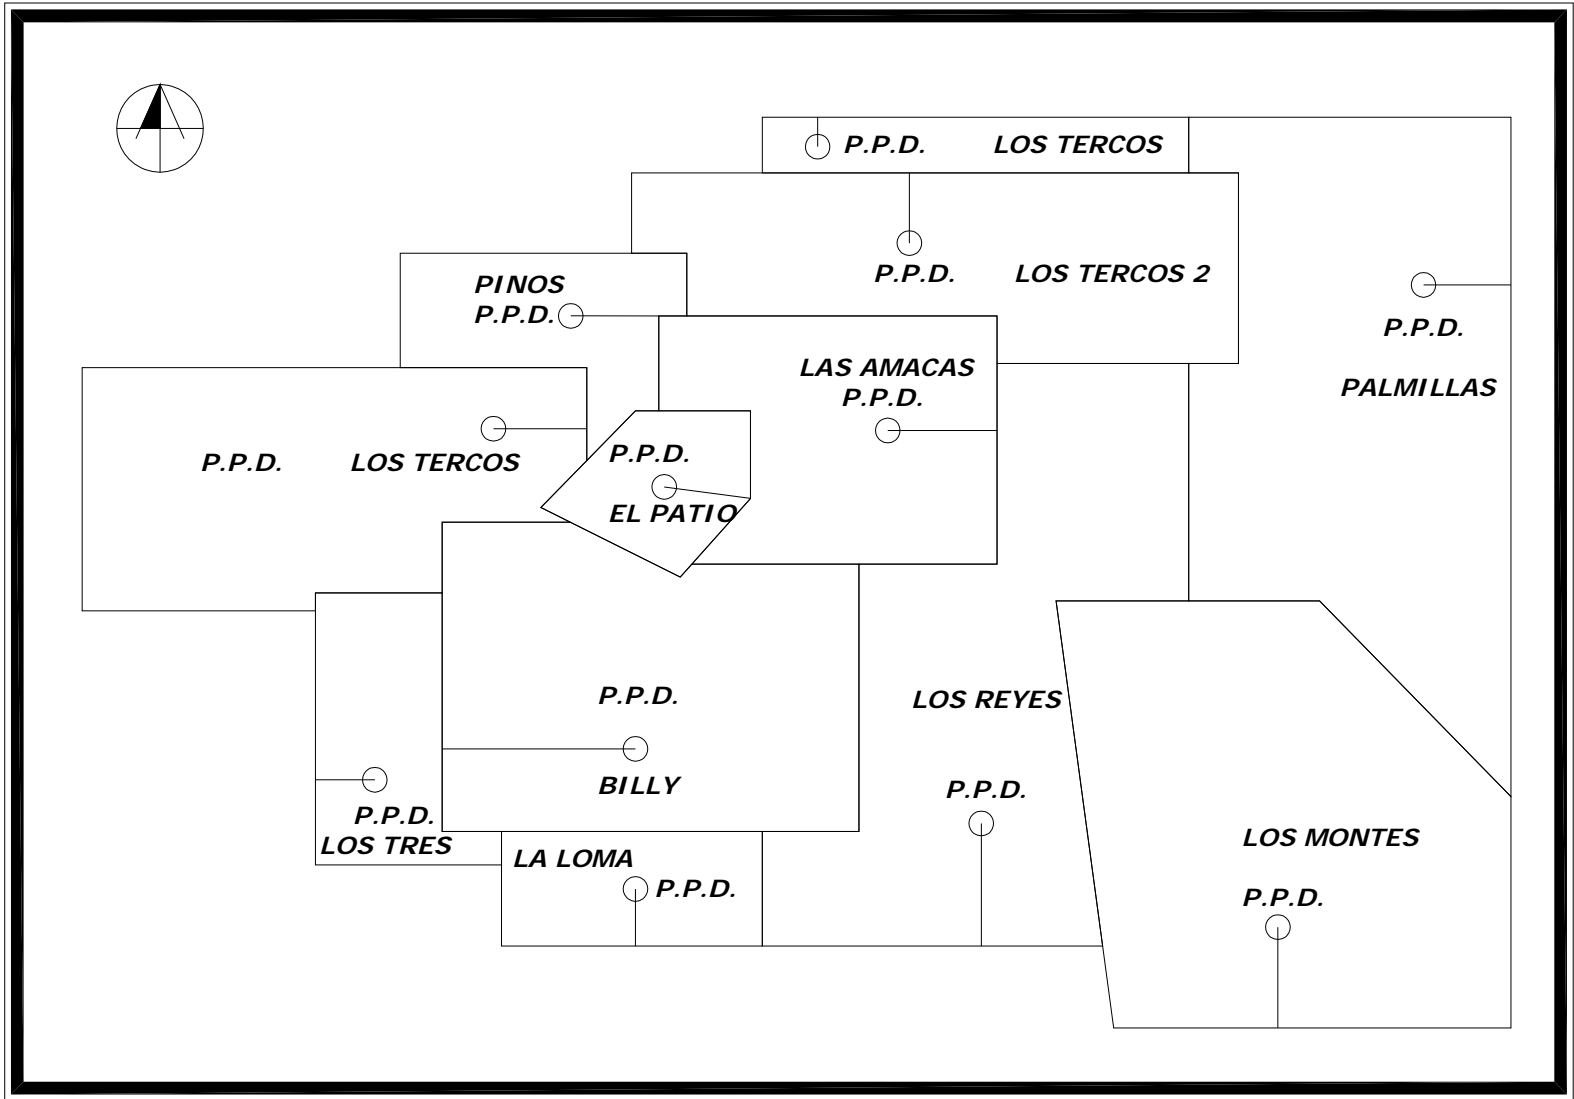 P.P.D. LOS TERCOS
P.P.D. LOS TERCOS 2
PINOS
P.P.D.
P.P.D.
PALMILLAS
LAS AMACAS
P.P.D.
P.P.D. LOS TERCOS
P.P.D.
EL PATIO
P.P.D.
BILLY
LOS REYES
P.P.D.
P.P.D.
LOS TRES
LA LOMA
P.P.D.
LOS MONTES
P.P.D.